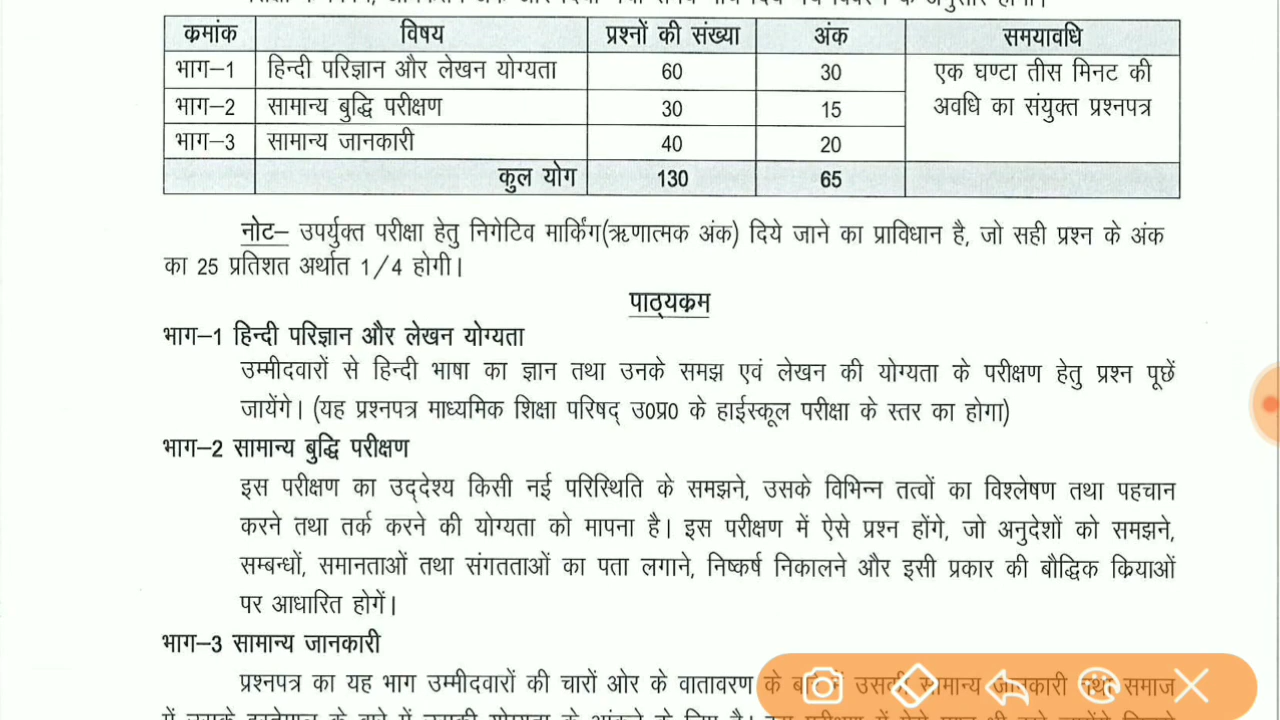 क्रमांक विषय प्रश्नों की संख्या अंक समयावधि
भाग–1 हिन्दी परिज्ञान और लेखन योग्यता 60 30 एक घण्टा तीस मिनट की
भाग–2 सामान्य बुद्धि परीक्षण 30 15 अवधि का संयुक्त प्रश्नपत्र
भाग–3 सामान्य जानकारी 40 20
कुल योग 130 65
नोट– उपर्युक्त परीक्षा हेतु निगेटिव मार्किंग(ऋणात्मक अंक) दिये जाने का प्राविधान है, जो सही प्रश्न के अंक
का 25 प्रतिशत अर्थात 1/4 होगी।
पाठ्यक्रम
भाग–1 हिन्दी परिज्ञान और लेखन योग्यता
उम्मीदवारों से हिन्दी भाषा का ज्ञान तथा उनके समझ एवं लेखन की योग्यता के परीक्षण हेतु प्रश्न पूछें
जायेंगे। (यह प्रश्नपत्र माध्यमिक शिक्षा परिषद् उ0प्र0 के हाईस्कूल परीक्षा के स्तर का होगा)
भाग–2 सामान्य बुद्धि परीक्षण
इस परीक्षण का उद्देश्य किसी नई परिस्थिति के समझने, उसके विभिन्न तत्वों का विश्लेषण तथा पहचान
करने तथा तर्क करने की योग्यता को मापना है। इस परीक्षण में ऐसे प्रश्न होंगे, जो अनुदेशों को समझने,
सम्बन्धों, समानताओं तथा संगतताओं का पता लगाने, निष्कर्ष निकालने और इसी प्रकार की बौद्धिक क्रियाओं
पर आधारित होगें।
भाग–3 सामान्य जानकारी
प्रश्नपत्र का यह भाग उम्मीदवारों की चारों ओर के वातावरण के बारे में उसकी सामान्य जानकारी तथा समाज